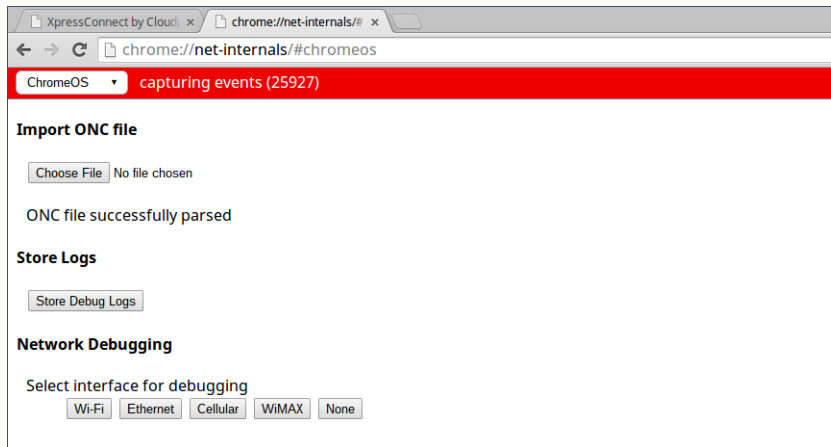 XpressConnect by Cloud
chrome://net-internals/#
chrome://net-internals/#chromeos
ChromeOS capturing events (25927)
Import ONC file
Choose File No file chosen
ONC file successfully parsed
Store Logs
Store Debug Logs
Network Debugging
Select interface for debugging
Wi-Fi Ethernet Cellular WiMAX None